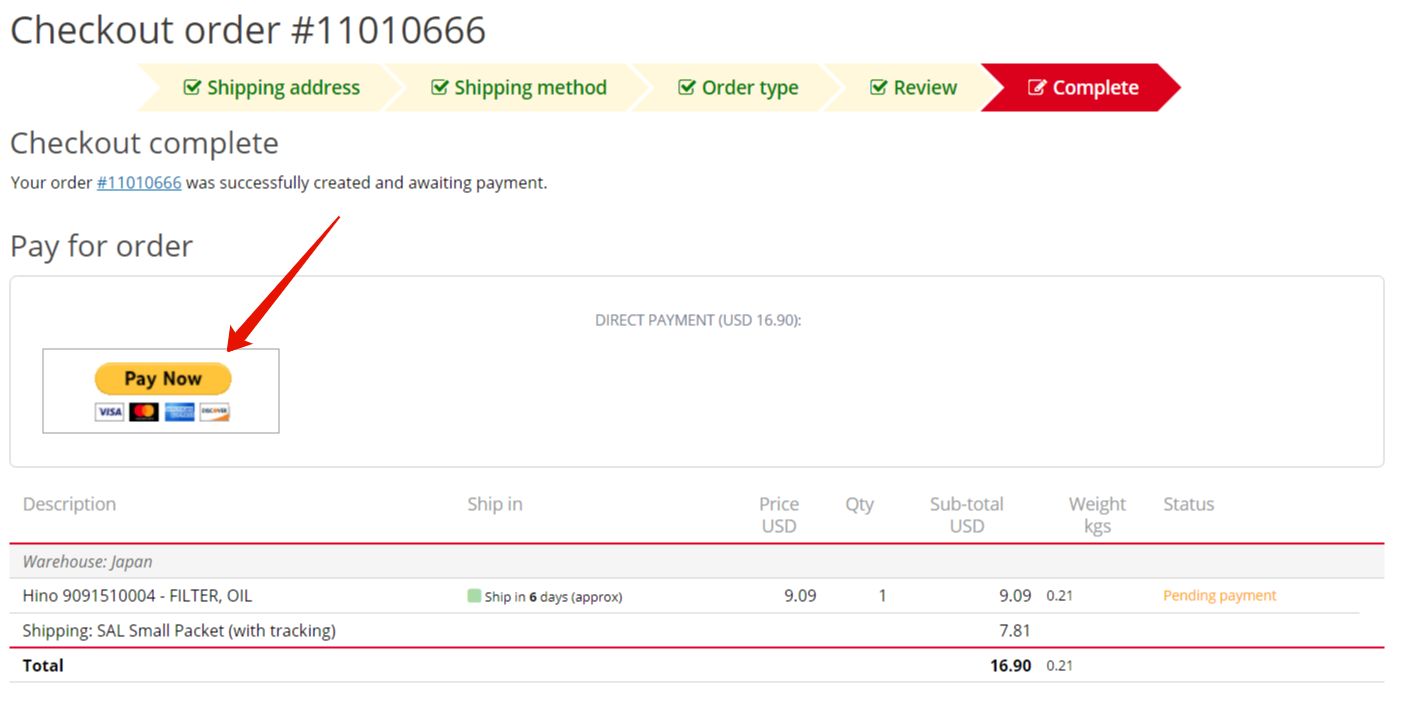 Checkout order #11010666
Shipping address Shipping method Order type Review Complete
Checkout complete
Your order #11010666 was successfully created and awaiting payment.
Pay for order
DIRECT PAYMENT (USD 16.90):
Pay Now
VISA DISCOVER
Description Ship in Price USD Qty Sub-total USD Weight kgs Status
Warehouse: Japan
Hino 9091510004 - FILTER, OIL Ship in 6 days (approx) 9.09 1 9.09 0.21 Pending payment
Shipping: SAL Small Packet (with tracking) 7.81
Total 16.90 0.21